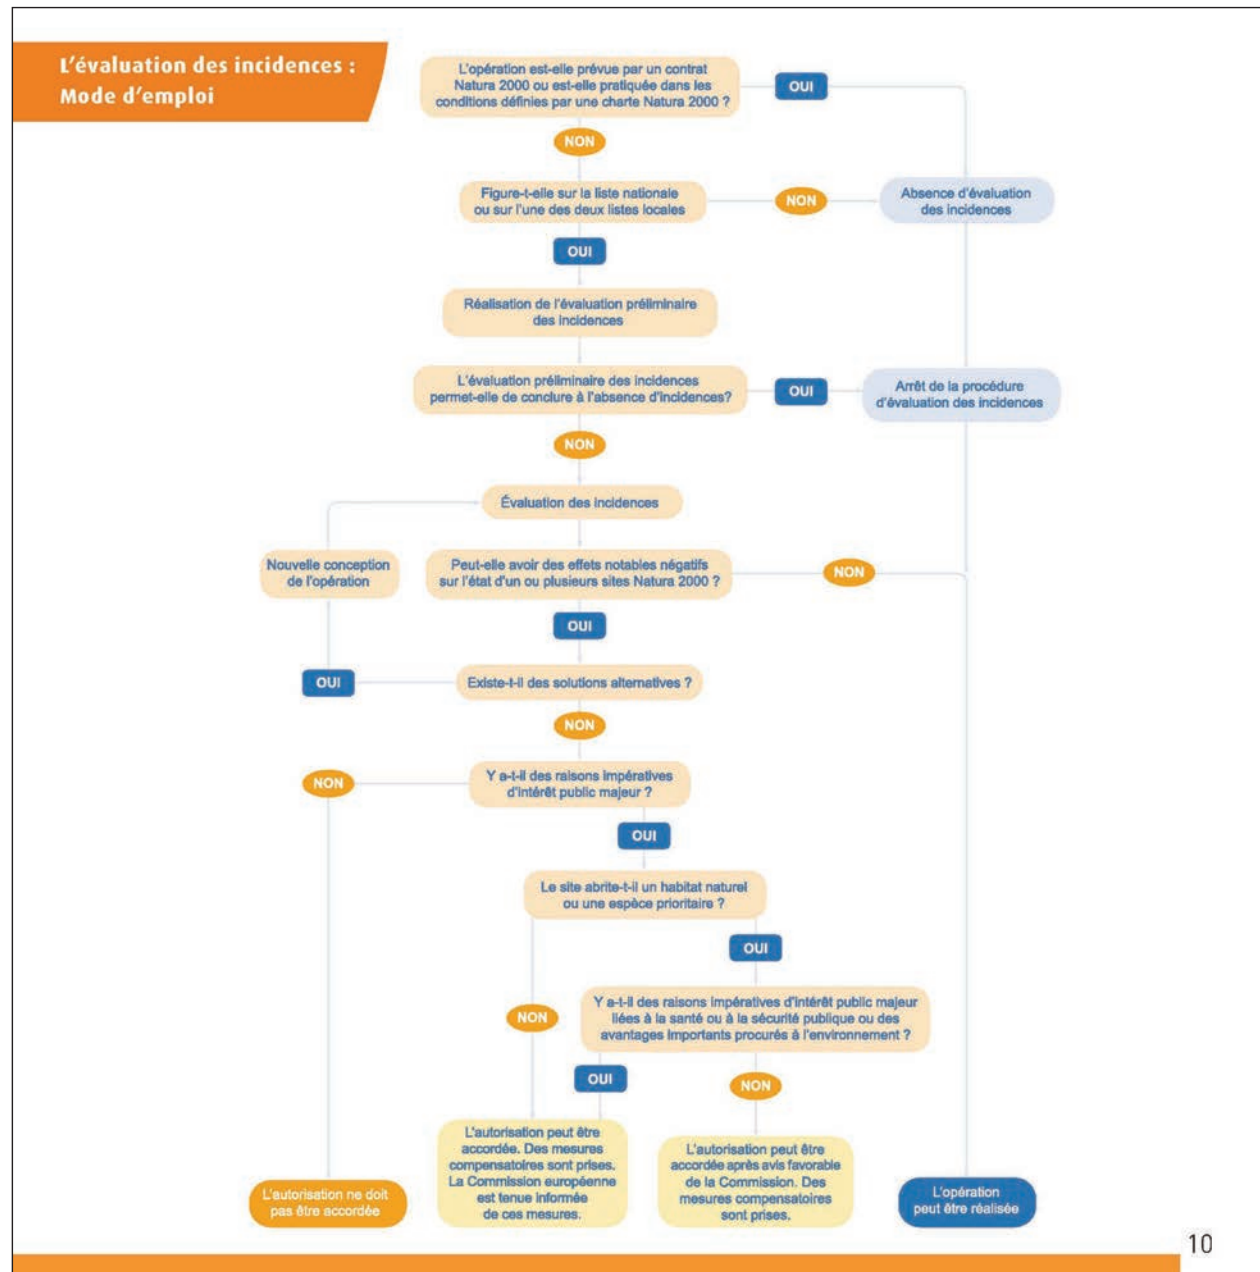 L'évaluation des incidences :
Mode d'emploi
L'opération est-elle prévue par un contrat
Natura 2000 ou est-elle pratiquée dans les
conditions définies par une charte Natura 2000 ?
OUI
NON
Figure-t-elle sur la liste nationale
ou sur l'une des deux listes locales
NON
Absence d'évaluation
des incidences
OUI
Réalisation de l'évaluation préliminaire
des incidences
L'évaluation préliminaire des incidences
permet-elle de conclure à l'absence d'incidences?
OUI
Arrêt de la procédure
d'évaluation des incidences
NON
Évaluation des incidences
Nouvelle conception
de l'opération
Peut-elle avoir des effets notables négatifs
sur l'état d'un ou plusieurs sites Natura 2000 ?
NON
OUI
OUI
Existe-t-il des solutions alternatives ?
NON
NON
Y a-t-il des raisons impératives
d'intérêt public majeur ?
OUI
Le site abrite-t-il un habitat naturel
ou une espèce prioritaire ?
OUI
NON
Y a-t-il des raisons impératives d'intérêt public majeur
liées à la santé ou à la sécurité publique ou des
avantages importants procurés à l'environnement ?
OUI
NON
L'autorisation ne doit
pas être accordée
L'autorisation peut être
accordée. Des mesures
compensatoires sont prises.
La Commission européenne
est tenue informée
de ces mesures.
L'autorisation peut être
accordée après avis favorable
de la Commission. Des
mesures compensatoires
sont prises.
L'opération
peut être réalisée
10